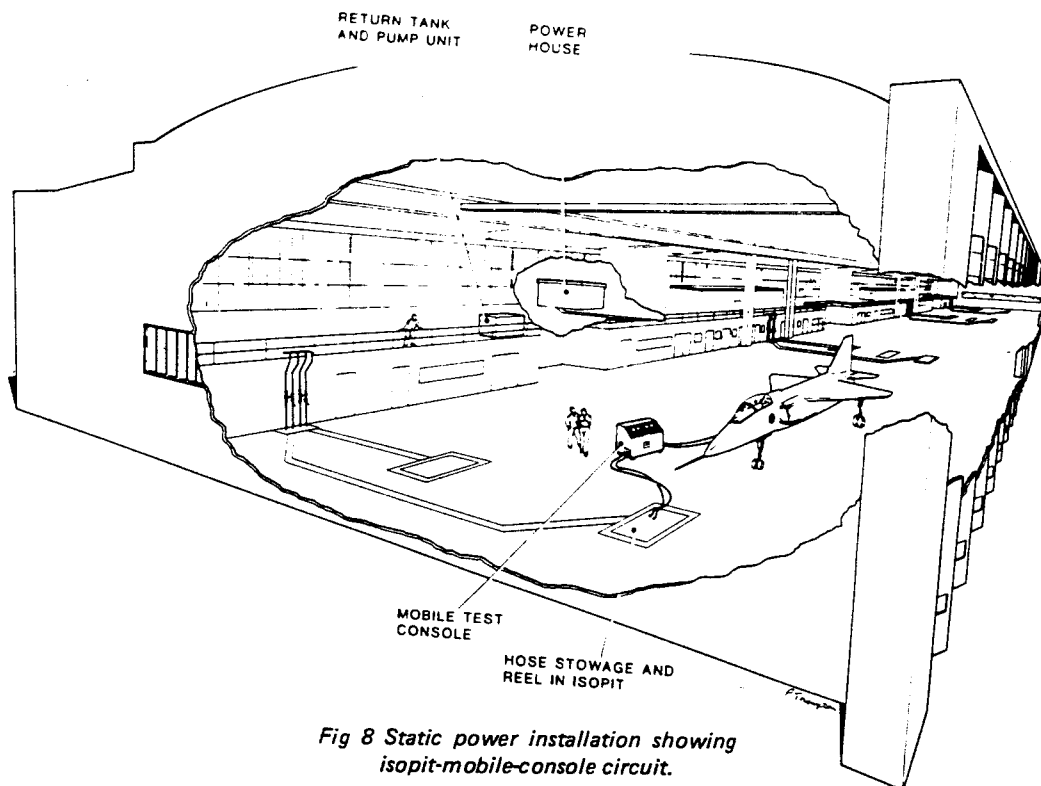 RETURN TANK
AND PUMP UNIT
POWER
HOUSE
MOBILE TEST
CONSOLE
HOSE STOWAGE AND
REEL IN ISOPIT
Fig 8 Static power installation showing
isopit-mobile-console circuit.